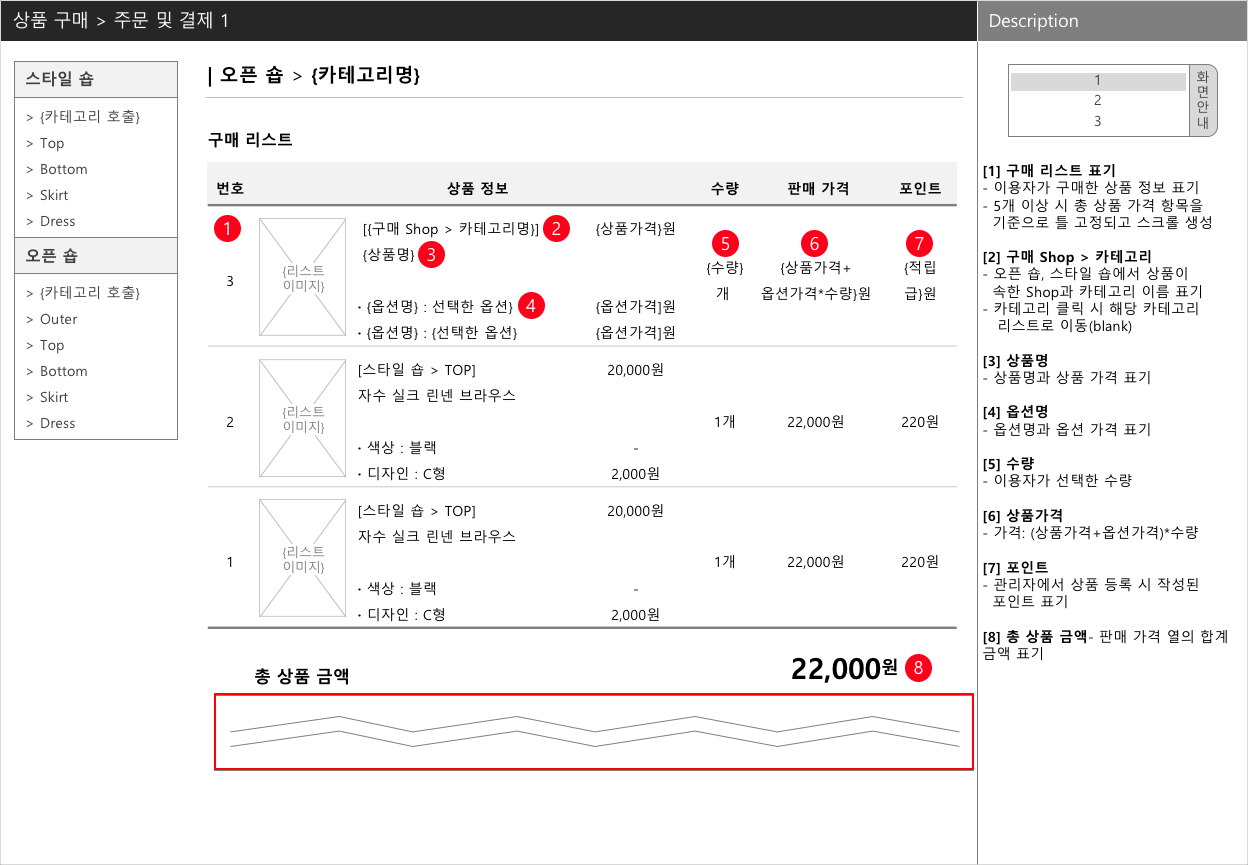 상품 구매 > 주문 및 결제 1
Description
스타일 숍
> {카테고리 호출}
> Top
> Bottom
> Skirt
> Dress
오픈 숍
> {카테고리 호출}
> Outer
> Top
> Bottom
> Skirt
> Dress
| 오픈 숍 > {카테고리명}
구매 리스트
번호 상품 정보 수량 판매 가격 포인트
1
[{구매 Shop > 카테고리명}] 2 {상품가격}원
{상품명} 3
5 6 7
{리스트
이미지}
3
{수량}
개
{상품가격+
옵션가격*수량}원
{적립
급}원
· {옵션명} : 선택한 옵션} 4 {옵션가격]원
· {옵션명} : {선택한 옵션} {옵션가격]원
[스타일 숍 > TOP] 20,000원
자수 실크 린넨 브라우스
{리스트
이미지}
2 1개 22,000원 220원
· 색상 : 블랙 -
· 디자인 : C형 2,000원
[스타일 숍 > TOP] 20,000원
자수 실크 린넨 브라우스
{리스트
이미지}
1 1개 22,000원 220원
· 색상 : 블랙 -
· 디자인 : C형 2,000원
총 상품 금액 22,000원 8
1
2
3
화
면
안
내
[1] 구매 리스트 표기
- 이용자가 구매한 상품 정보 표기
- 5개 이상 시 총 상품 가격 항목을
기준으로 틀 고정되고 스크롤 생성
[2] 구매 Shop > 카테고리
- 오픈 숍, 스타일 숍에서 상품이
속한 Shop과 카테고리 이름 표기
- 카테고리 클릭 시 해당 카테고리
리스트로 이동(blank)
[3] 상품명
- 상품명과 상품 가격 표기
[4] 옵션명
- 옵션명과 옵션 가격 표기
[5] 수량
- 이용자가 선택한 수량
[6] 상품가격
- 가격: (상품가격+옵션가격)*수량
[7] 포인트
- 관리자에서 상품 등록 시 작성된
포인트 표기
[8] 총 상품 금액- 판매 가격 열의 합계
금액 표기